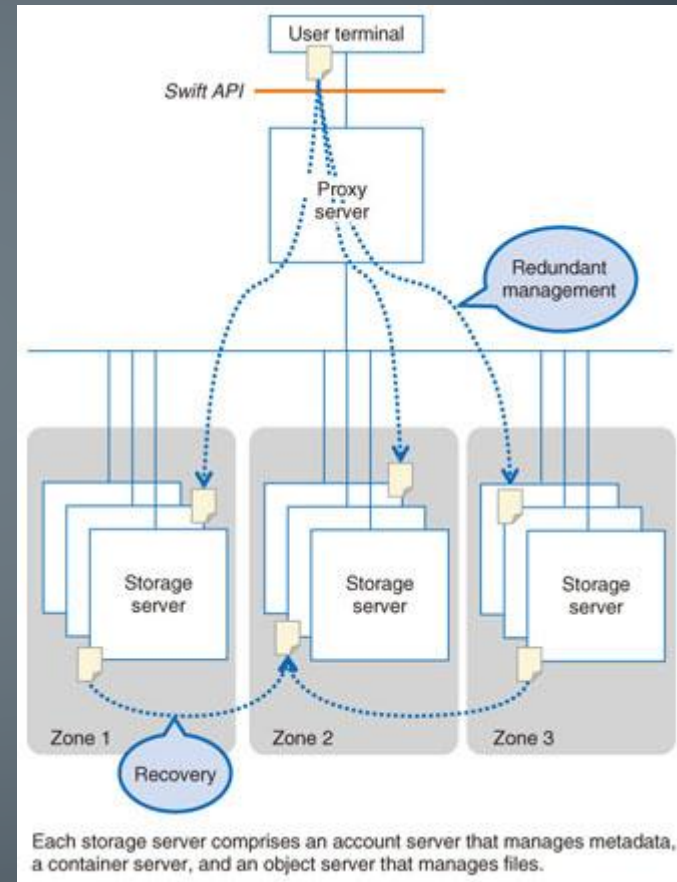 User terminal
Swift API
Proxy
server
Redundant
management
Storage
server
Storage
server
Storage
server
Zone 1
Zone 2
Zone 3
Recovery
Each storage server comprises an account server that manages metadata,
a container server, and an object server that manages files.